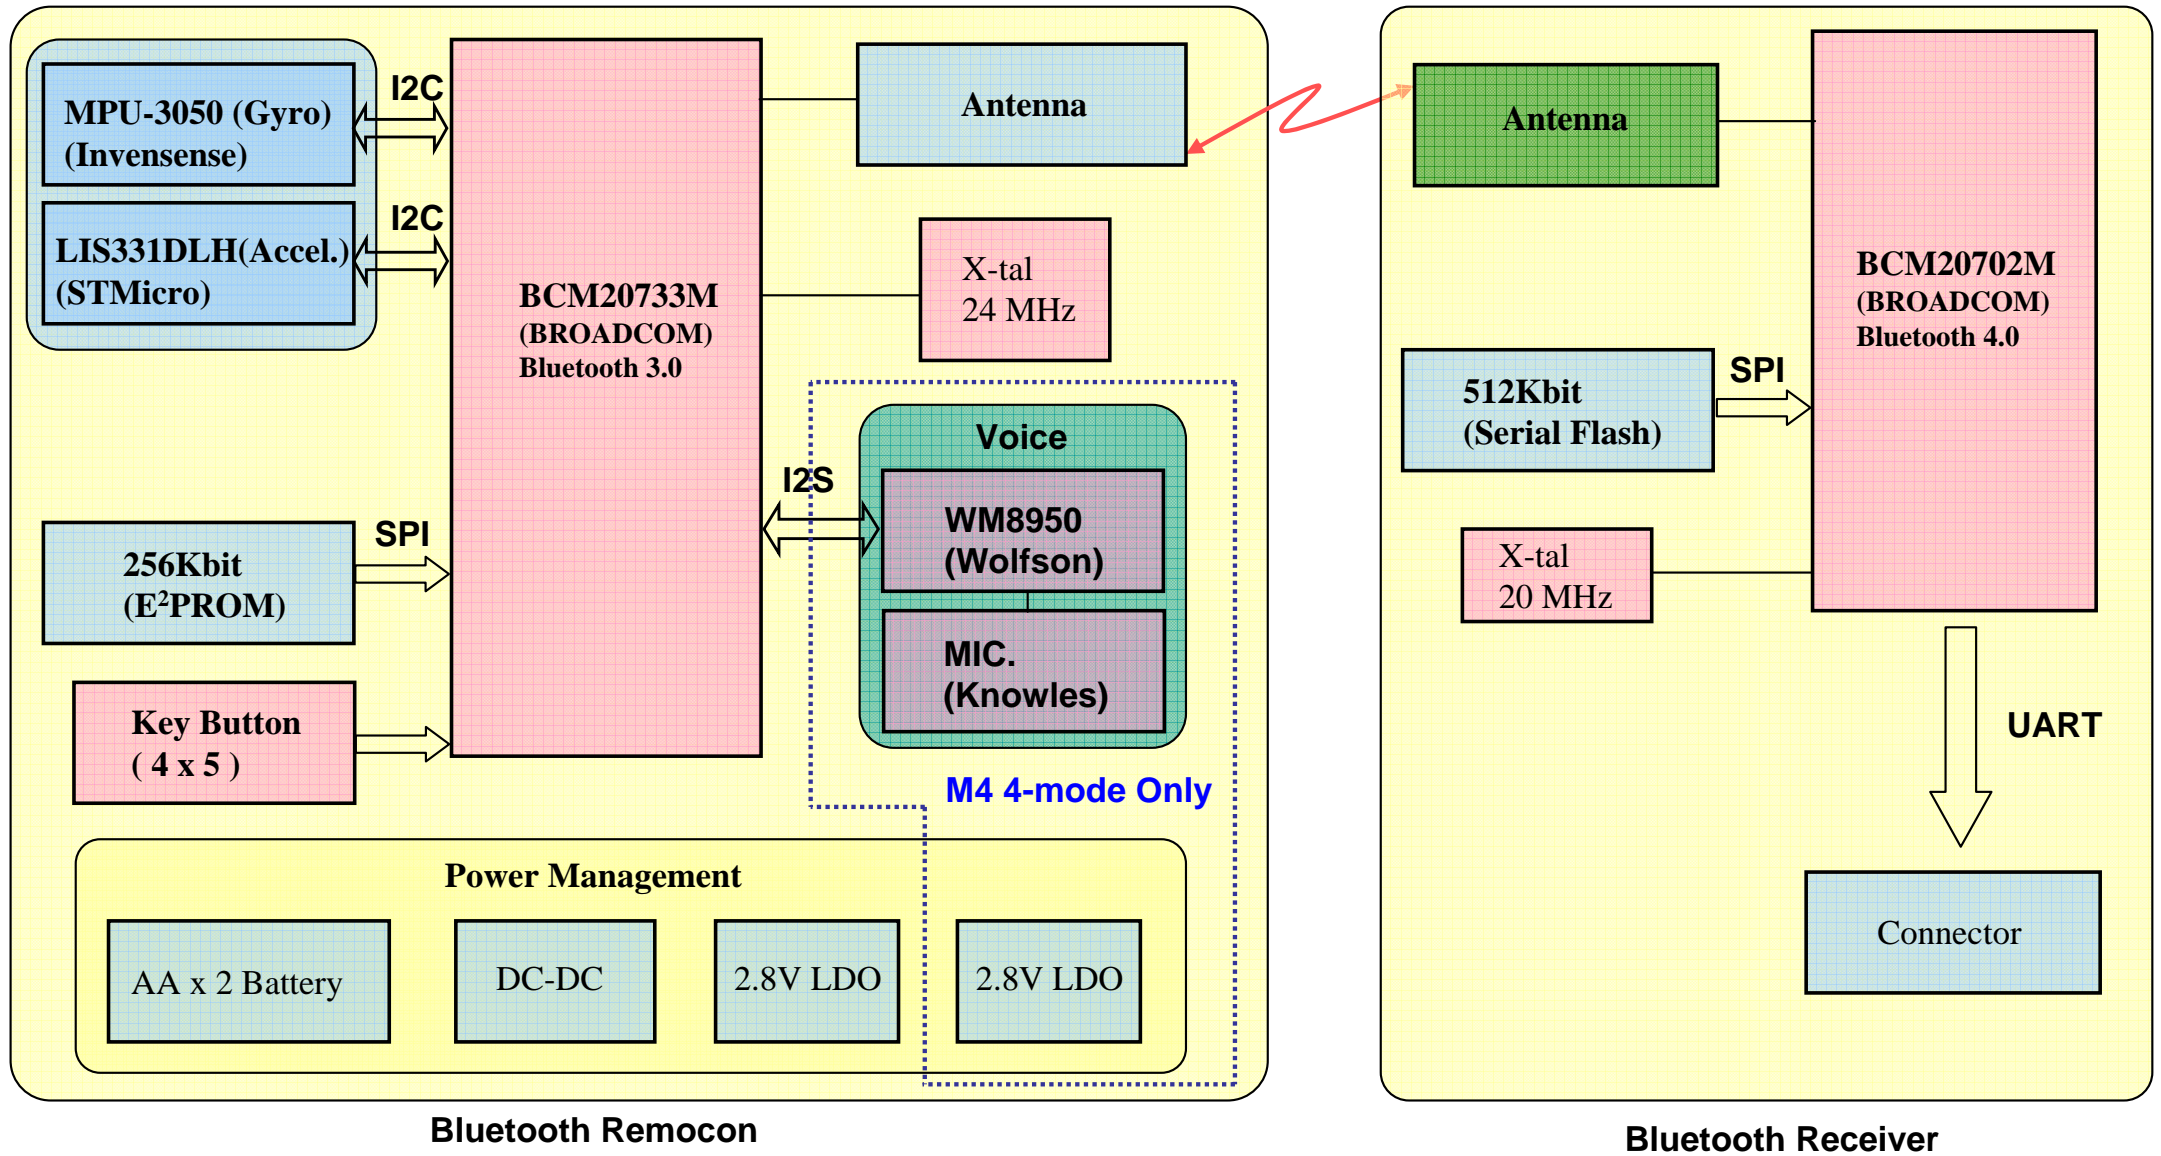 MPU-3050 (Gyro)
(Invensense)
I2C
LIS331DLH(Accel.)
(STMicro)
I2C
BCM20733M
(BROADCOM)
Bluetooth 3.0
Antenna
X-tal
24 MHz
Voice
I2S
WM8950
(Wolfson)
MIC.
(Knowles)
M4 4-mode Only
256Kbit
(E²PROM)
SPI
Key Button
( 4 x 5 )
Power Management
AA x 2 Battery
DC-DC
2.8V LDO
2.8V LDO
Bluetooth Remocon
Antenna
BCM20702M
(BROADCOM)
Bluetooth 4.0
512Kbit
(Serial Flash)
SPI
X-tal
20 MHz
UART
Connector
Bluetooth Receiver